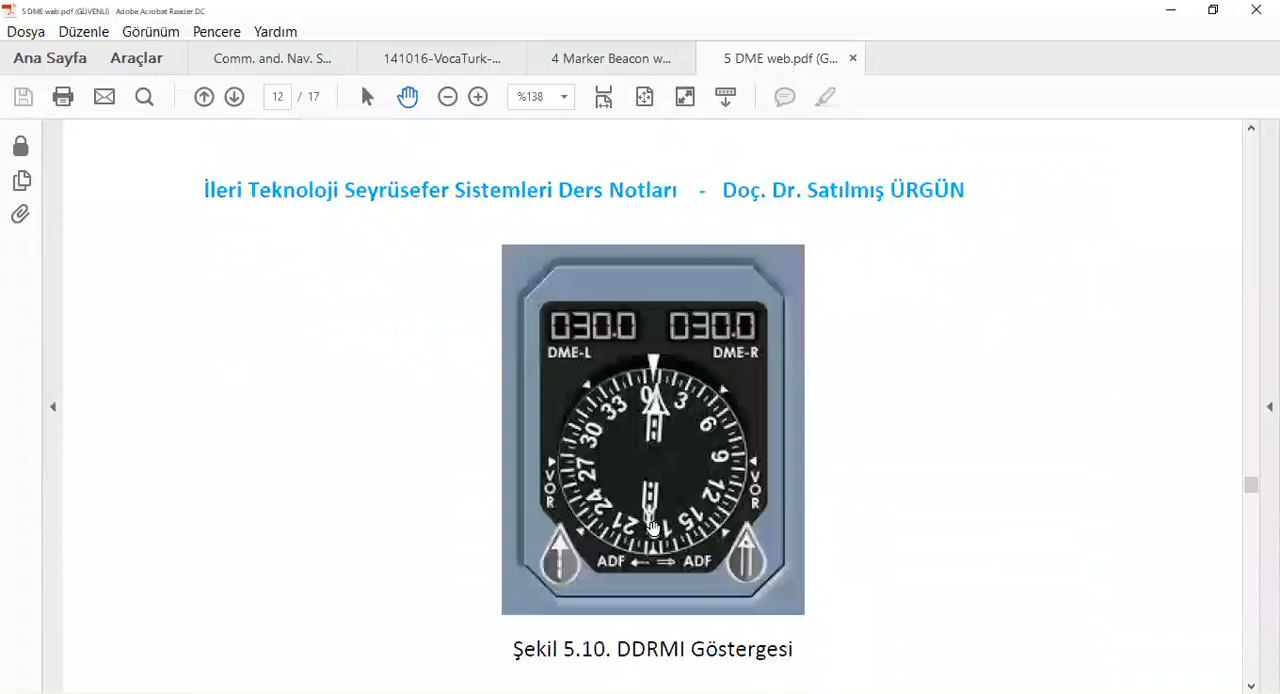 5 DME web.pdf (GÜVENLİ) - Adobe Acrobat Reader DC
Dosya Düzenle Görünüm Pencere Yardım
Ana Sayfa Araçlar Comm. and. Nav. S... 141016-VocaTurk-... 4 Marker Beacon w... 5 DME web.pdf (G... ×
12 / 17 %138
İleri Teknoloji Seyrüsefer Sistemleri Ders Notları - Doç. Dr. Satılmış ÜRGÜN
030.0 030.0
DME-L DME-R
0 3 6 9 12 15 21 24 27 30 33
VOR VOR
ADF ADF
Şekil 5.10. DDRMI Göstergesi